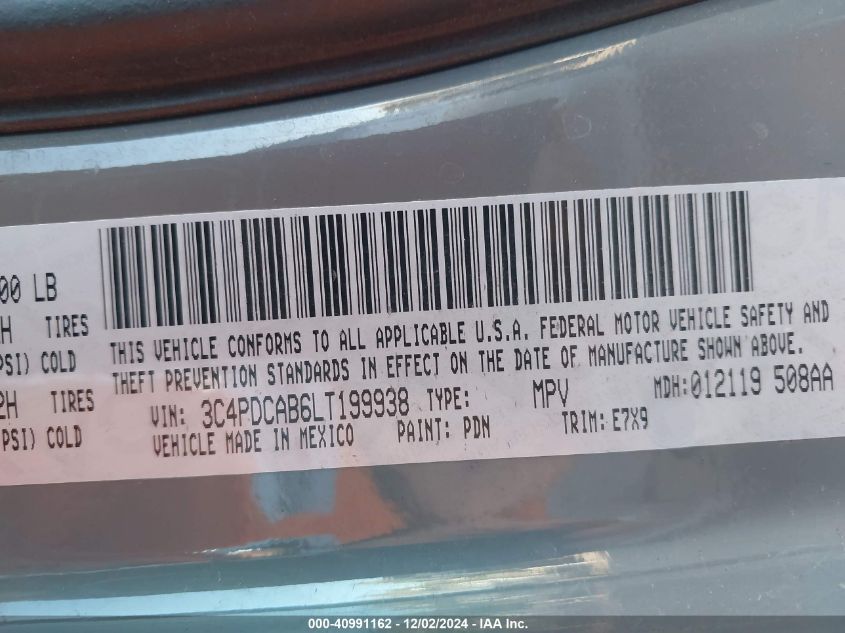 00 LB
H TIRES
PSI) COLD
2H TIRES
PSI) COLD
THIS VEHICLE CONFORMS TO ALL APPLICABLE U.S.A. FEDERAL MOTOR VEHICLE SAFETY AND
THEFT PREVENTION STANDARDS IN EFFECT ON THE DATE OF MANUFACTURE SHOWN ABOVE.
VIN: 3C4PDCAB6LT199938 TYPE: MPV MDH:012119 508AA
VEHICLE MADE IN MEXICO PAINT: PDN TRIM: E7X9
000-40991162 - 12/02/2024 - IAA Inc.